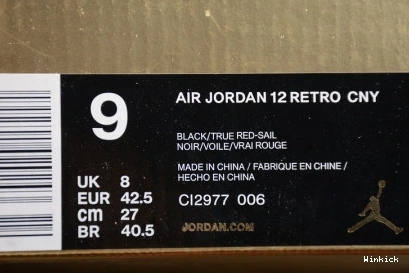 9
AIR JORDAN 12 RETRO CNY
BLACK/TRUE RED-SAIL
NOIR/VOILE/VRAI ROUGE
MADE IN CHINA / FABRIQUE EN CHINE /
HECHO EN CHINA
UK 8
EUR 42.5
cm 27
BR 40.5
CI2977 006
JORDAN.COM
Winkick